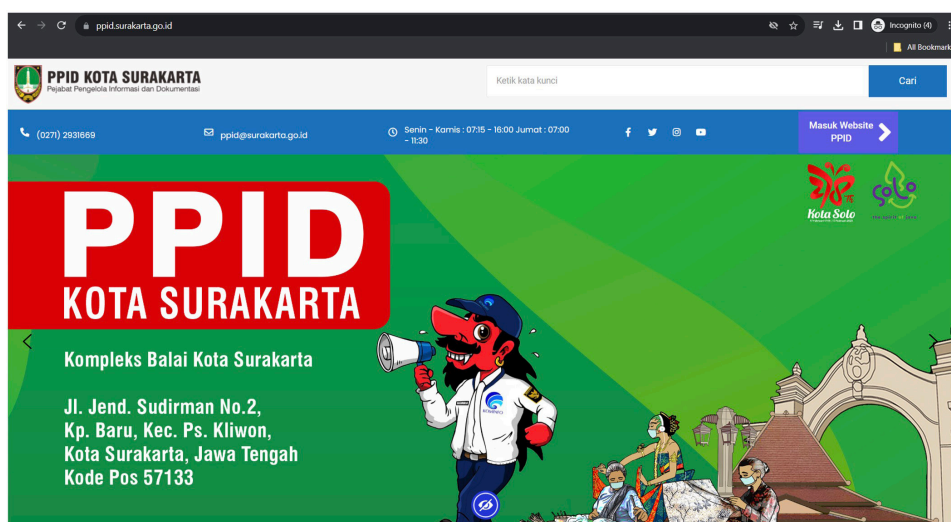 ppid.surakarta.go.id
Incognito (4)
All Bookmark
PPID KOTA SURAKARTA
Pejabat Pengelola Informasi dan Dokumentasi
Ketik kata kunci
Cari
(0271) 2931669
ppid@surakarta.go.id
Senin - Kamis : 07:15 - 16:00 Jumat : 07:00
- 11:30
Masuk Website
PPID
Kota Solo
solo
PPID
KOTA SURAKARTA
Kompleks Balai Kota Surakarta
Jl. Jend. Sudirman No.2,
Kp. Baru, Kec. Ps. Kliwon,
Kota Surakarta, Jawa Tengah
Kode Pos 57133
KOMINFO